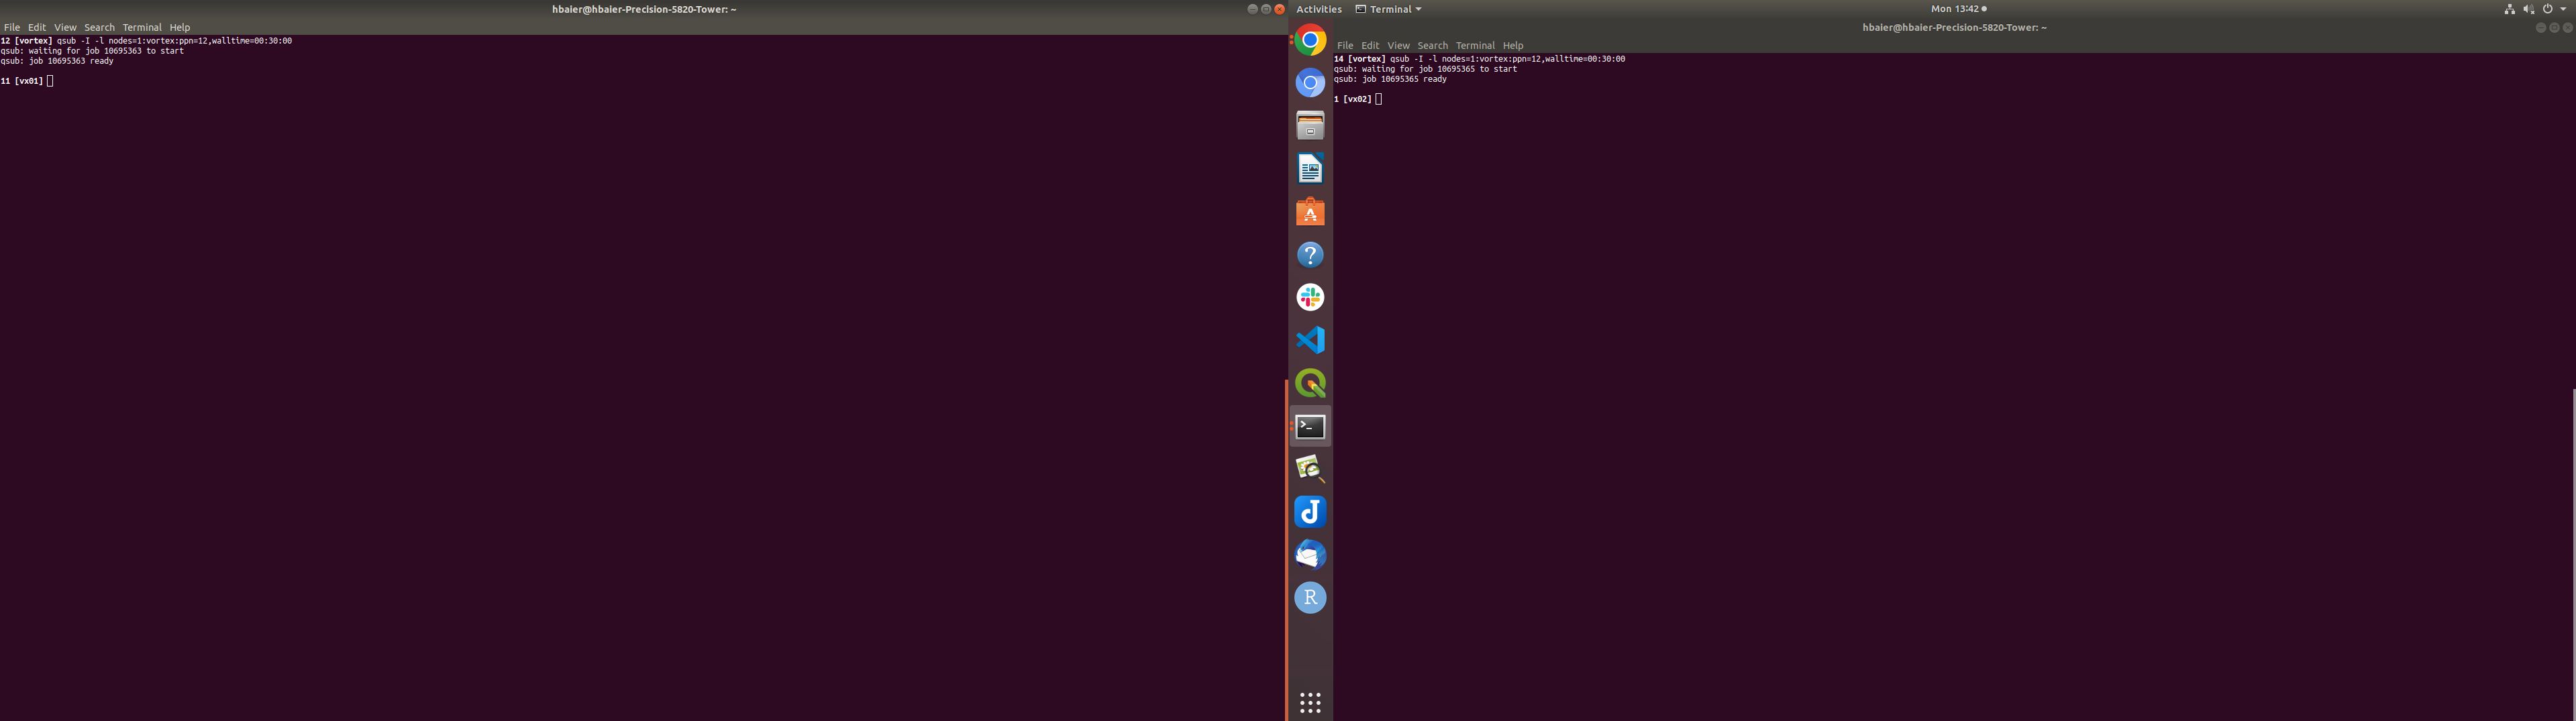 hbaier@hbaier-Precision-5820-Tower: ~
File Edit View Search Terminal Help
12 [vortex] qsub -I -l nodes=1:vortex:ppn=12,walltime=00:30:00
qsub: waiting for job 10695363 to start
qsub: job 10695363 ready
11 [vx01]
Activities Terminal Mon 13:42
hbaier@hbaier-Precision-5820-Tower: ~
File Edit View Search Terminal Help
14 [vortex] qsub -I -l nodes=1:vortex:ppn=12,walltime=00:30:00
qsub: waiting for job 10695365 to start
qsub: job 10695365 ready
1 [vx02]